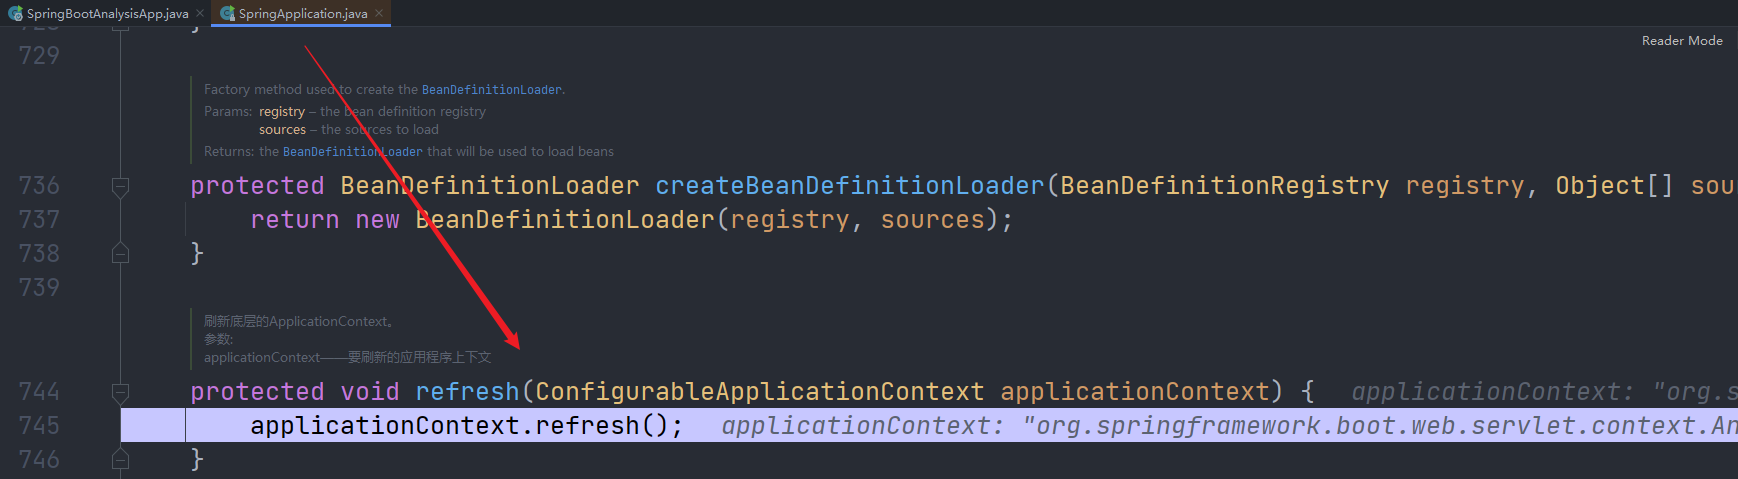 SpringBootAnalysisApp.java
SpringApplication.java
Reader Mode
729
Factory method used to create the BeanDefinitionLoader.
Params: registry – the bean definition registry
sources – the sources to load
Returns: the BeanDefinitionLoader that will be used to load beans
736 protected BeanDefinitionLoader createBeanDefinitionLoader(BeanDefinitionRegistry registry, Object[] sou
737 return new BeanDefinitionLoader(registry, sources);
738 }
739
刷新底层的ApplicationContext。
参数:
applicationContext——要刷新的应用程序上下文
744 protected void refresh(ConfigurableApplicationContext applicationContext) { applicationContext: "org.s
745 applicationContext.refresh(); applicationContext: "org.springframework.boot.web.servlet.context.An
746 }